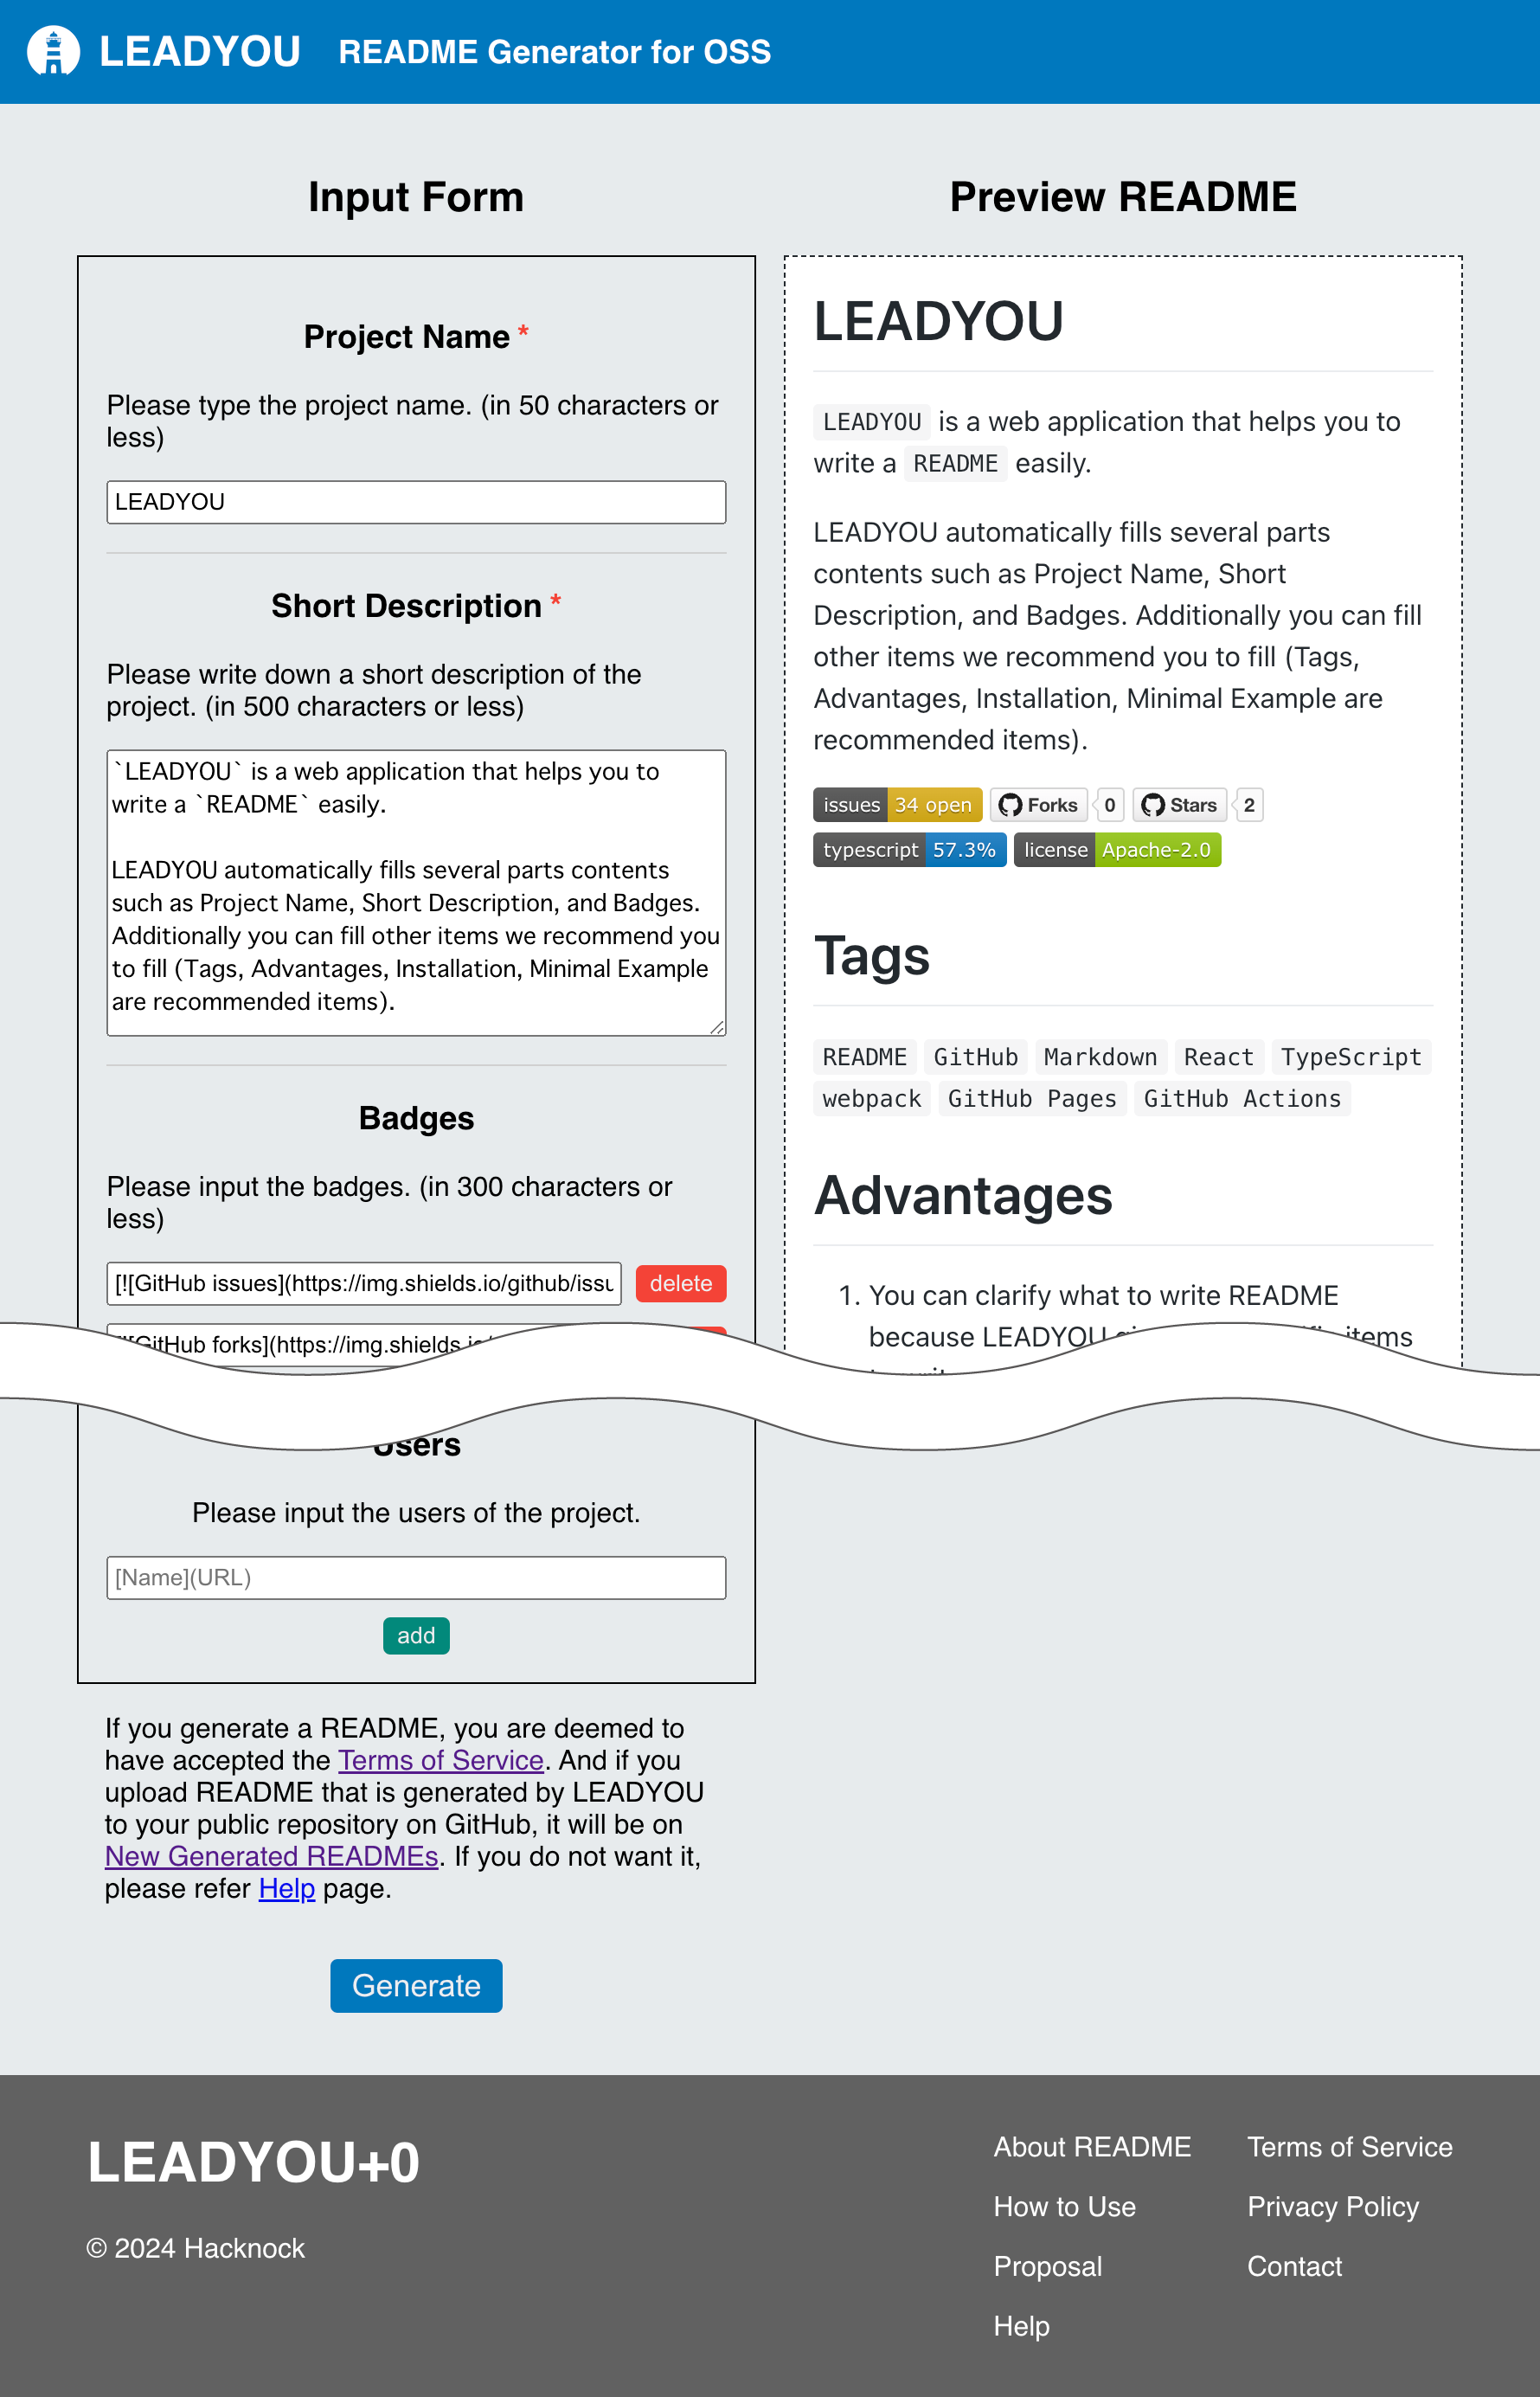 LEADYOU README Generator for OSS
Input Form
Project Name *
Please type the project name. (in 50 characters or
less)
LEADYOU
Short Description *
Please write down a short description of the
project. (in 500 characters or less)
`LEADYOU` is a web application that helps you to
write a `README` easily.
LEADYOU automatically fills several parts contents
such as Project Name, Short Description, and Badges.
Additionally you can fill other items we recommend you
to fill (Tags, Advantages, Installation, Minimal Example
are recommended items).
Badges
Please input the badges. (in 300 characters or
less)
[![GitHub issues](https://img.shields.io/github/issu delete
GitHub forks](https://img.shields
Users
Please input the users of the project.
[Name](URL)
add
If you generate a README, you are deemed to
have accepted the Terms of Service. And if you
upload README that is generated by LEADYOU
to your public repository on GitHub, it will be on
New Generated READMEs. If you do not want it,
please refer Help page.
Generate
Preview README
LEADYOU
LEADYOU is a web application that helps you to
write a README easily.
LEADYOU automatically fills several parts
contents such as Project Name, Short
Description, and Badges. Additionally you can fill
other items we recommend you to fill (Tags,
Advantages, Installation, Minimal Example are
recommended items).
issues 34 open Forks 0 Stars 2
typescript 57.3% license Apache-2.0
Tags
README GitHub Markdown React TypeScript
webpack GitHub Pages GitHub Actions
Advantages
1. You can clarify what to write README
because LEADYOU items
LEADYOU+0
© 2024 Hacknock
About README
How to Use
Proposal
Help
Terms of Service
Privacy Policy
Contact